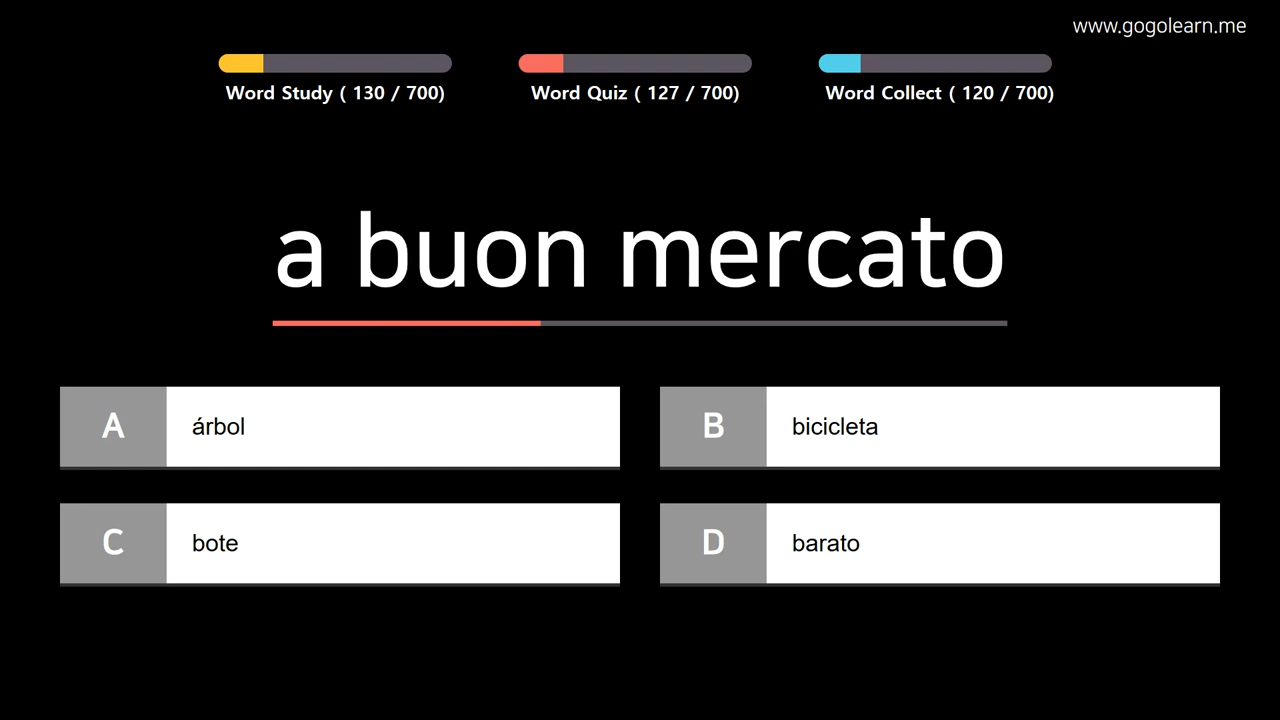 www.gogolearn.me
Word Study ( 130 / 700)
Word Quiz ( 127 / 700)
Word Collect ( 120 / 700)
a buon mercato
A árbol
B bicicleta
C bote
D barato